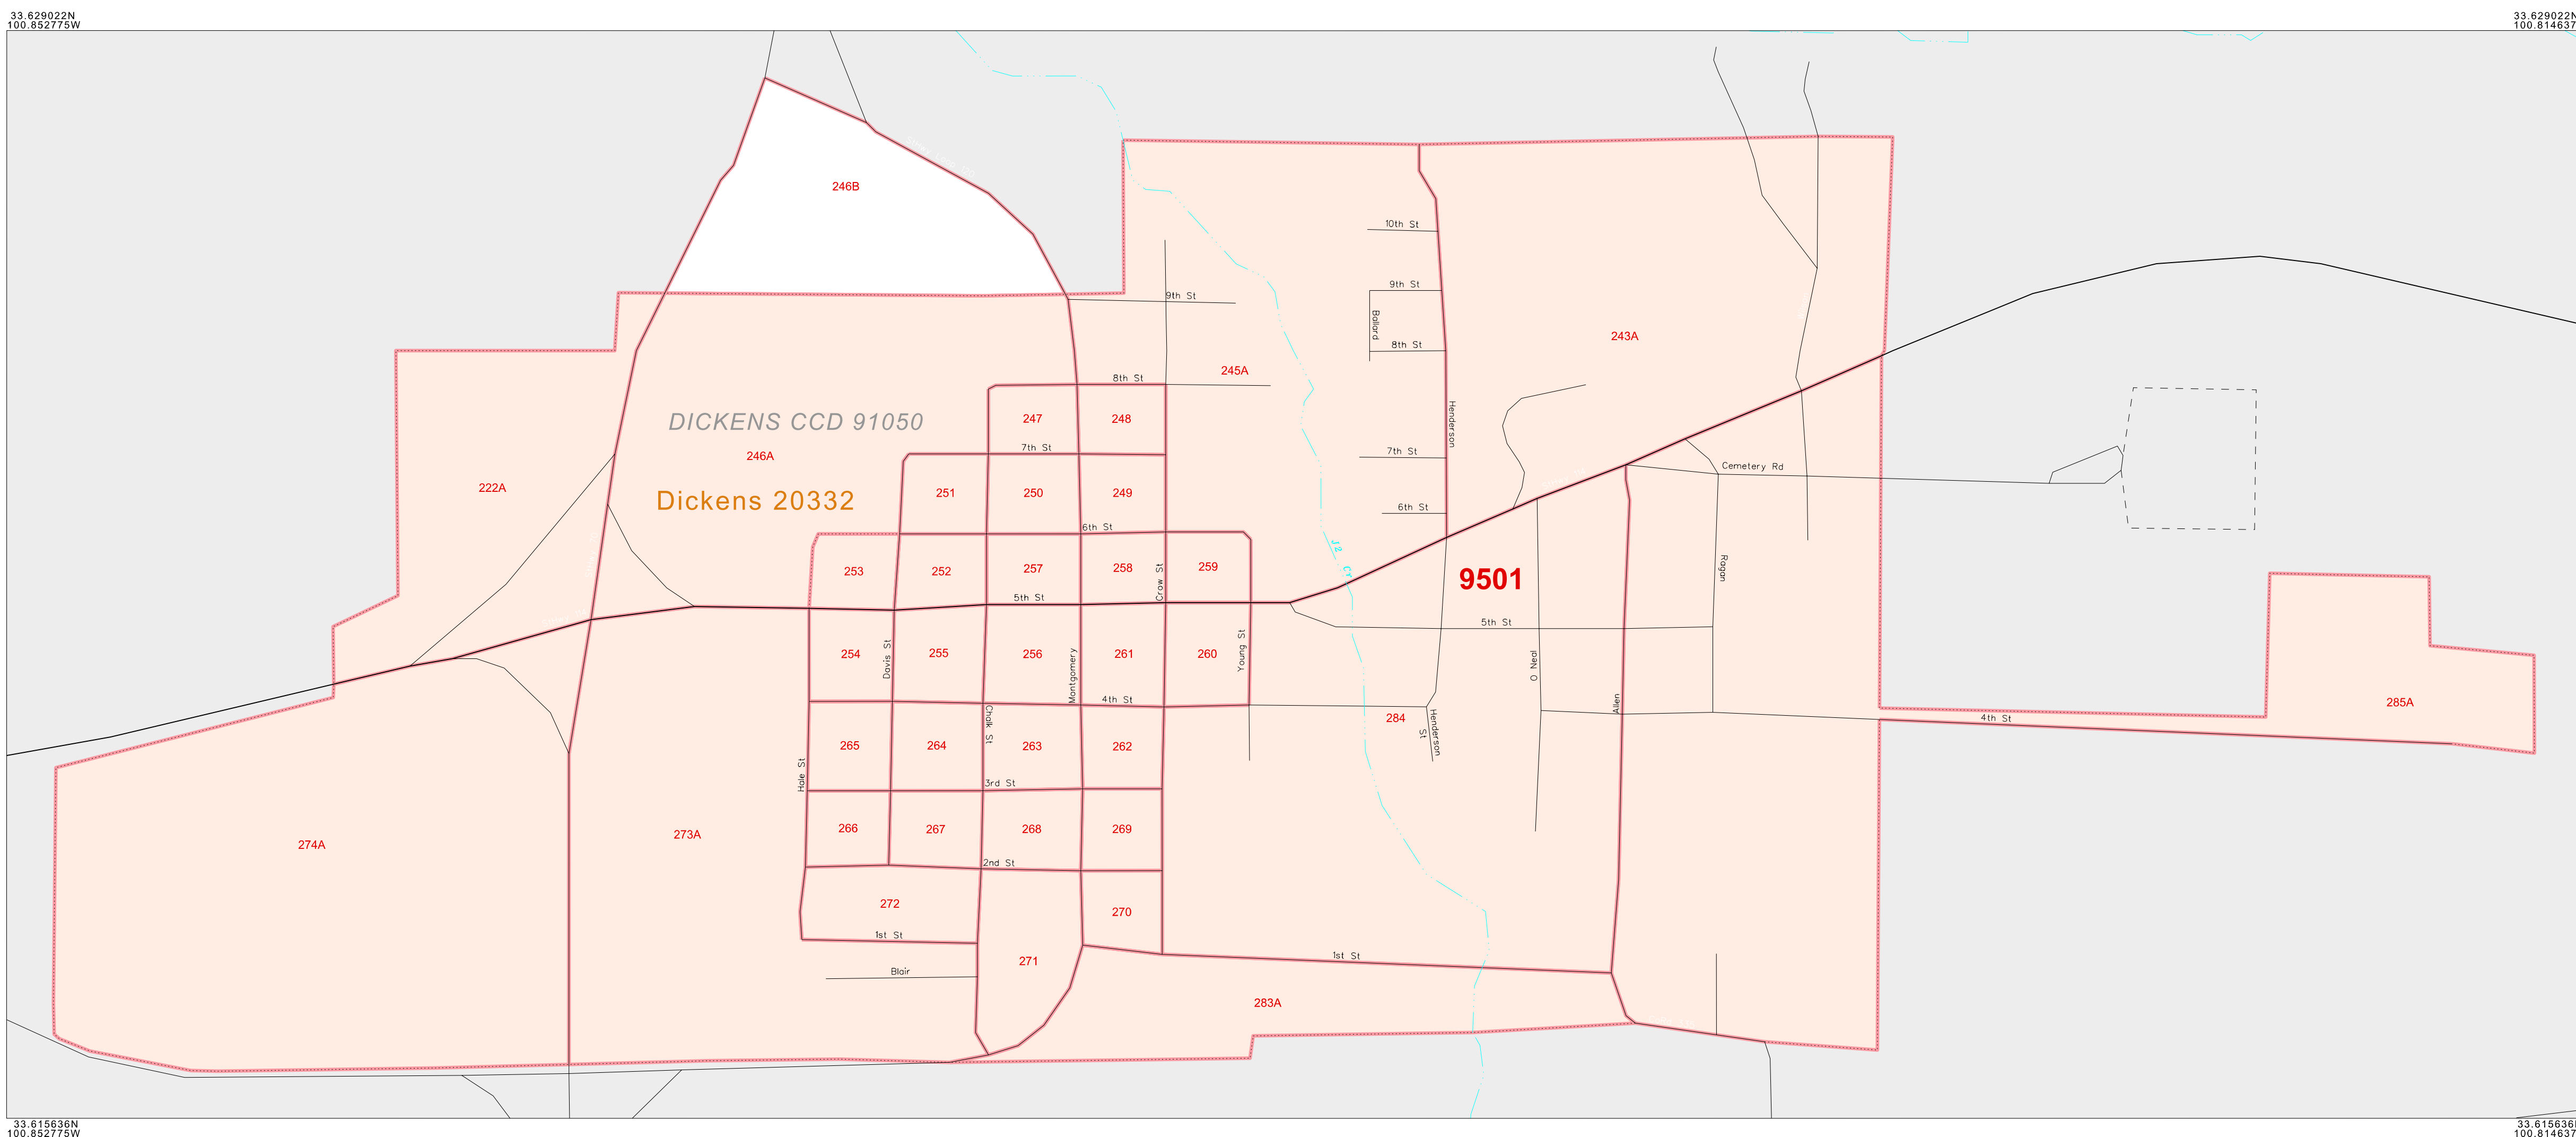 33.629022N
100.852775W
33.629022N
100.814637
246B
10th St
9th St
9th St
Ballard
8th St
243A
245A
8th St
DICKENS CCD 91050
247
248
Henderson
7th St
7th St
246A
Cemetery Rd
222A
251
250
249
Dickens 20332
6th St
6th St
J2 Cr
253
252
257
258
259
9501
Ragan
Crow St
5th St
5th St
254
255
256
261
260
Davis St
Montgomery
Young St
O Neal
4th St
Allen
285A
Chalk St
284
Henderson St
4th St
265
264
263
262
Hale St
3rd St
274A
273A
266
267
268
269
2nd St
272
270
1st St
1st St
271
Blair
283A
33.615636N
100.852775W
33.615636N
100.814637